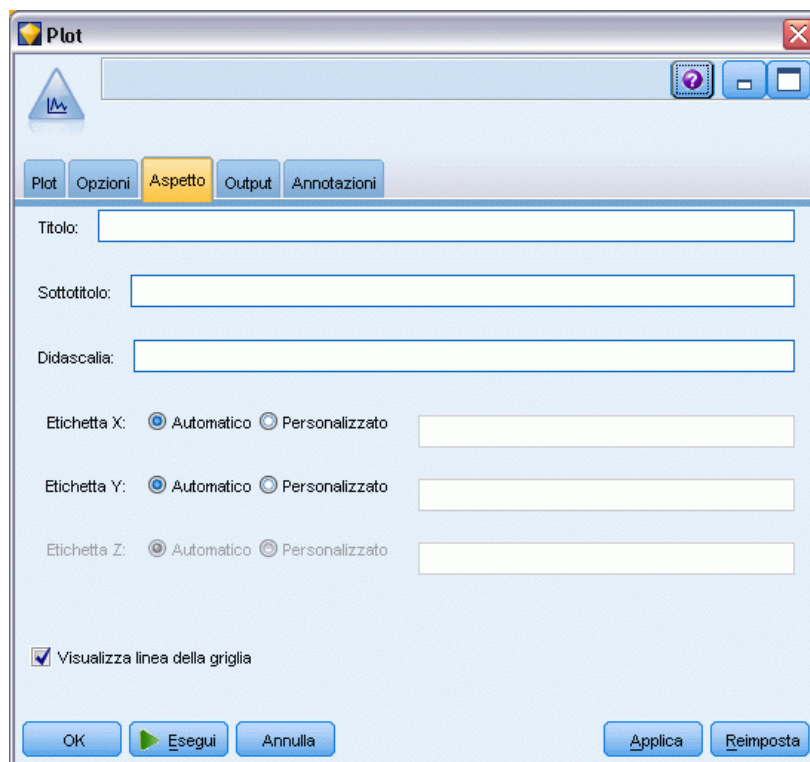 Plot
?
Plot Opzioni Aspetto Output Annotazioni
Titolo:
Sottotitolo:
Didascalia:
Etichetta X: Automatico Personalizzato
Etichetta Y: Automatico Personalizzato
Etichetta Z: Automatico Personalizzato
Visualizza linea della griglia
OK Esegui Annulla Applica Reimposta